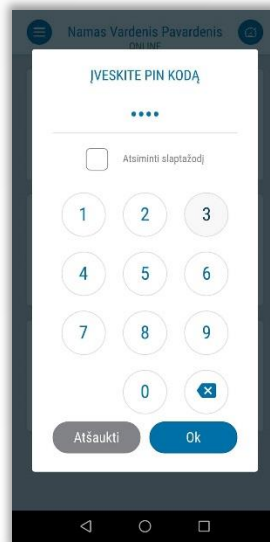 Namas Vardenis Pavardenis
ONLINE
ĮVESKITE PIN KODĄ
••••
Atsiminti slaptažodį
1 2 3
4 5 6
7 8 9
0
Atšaukti Ok